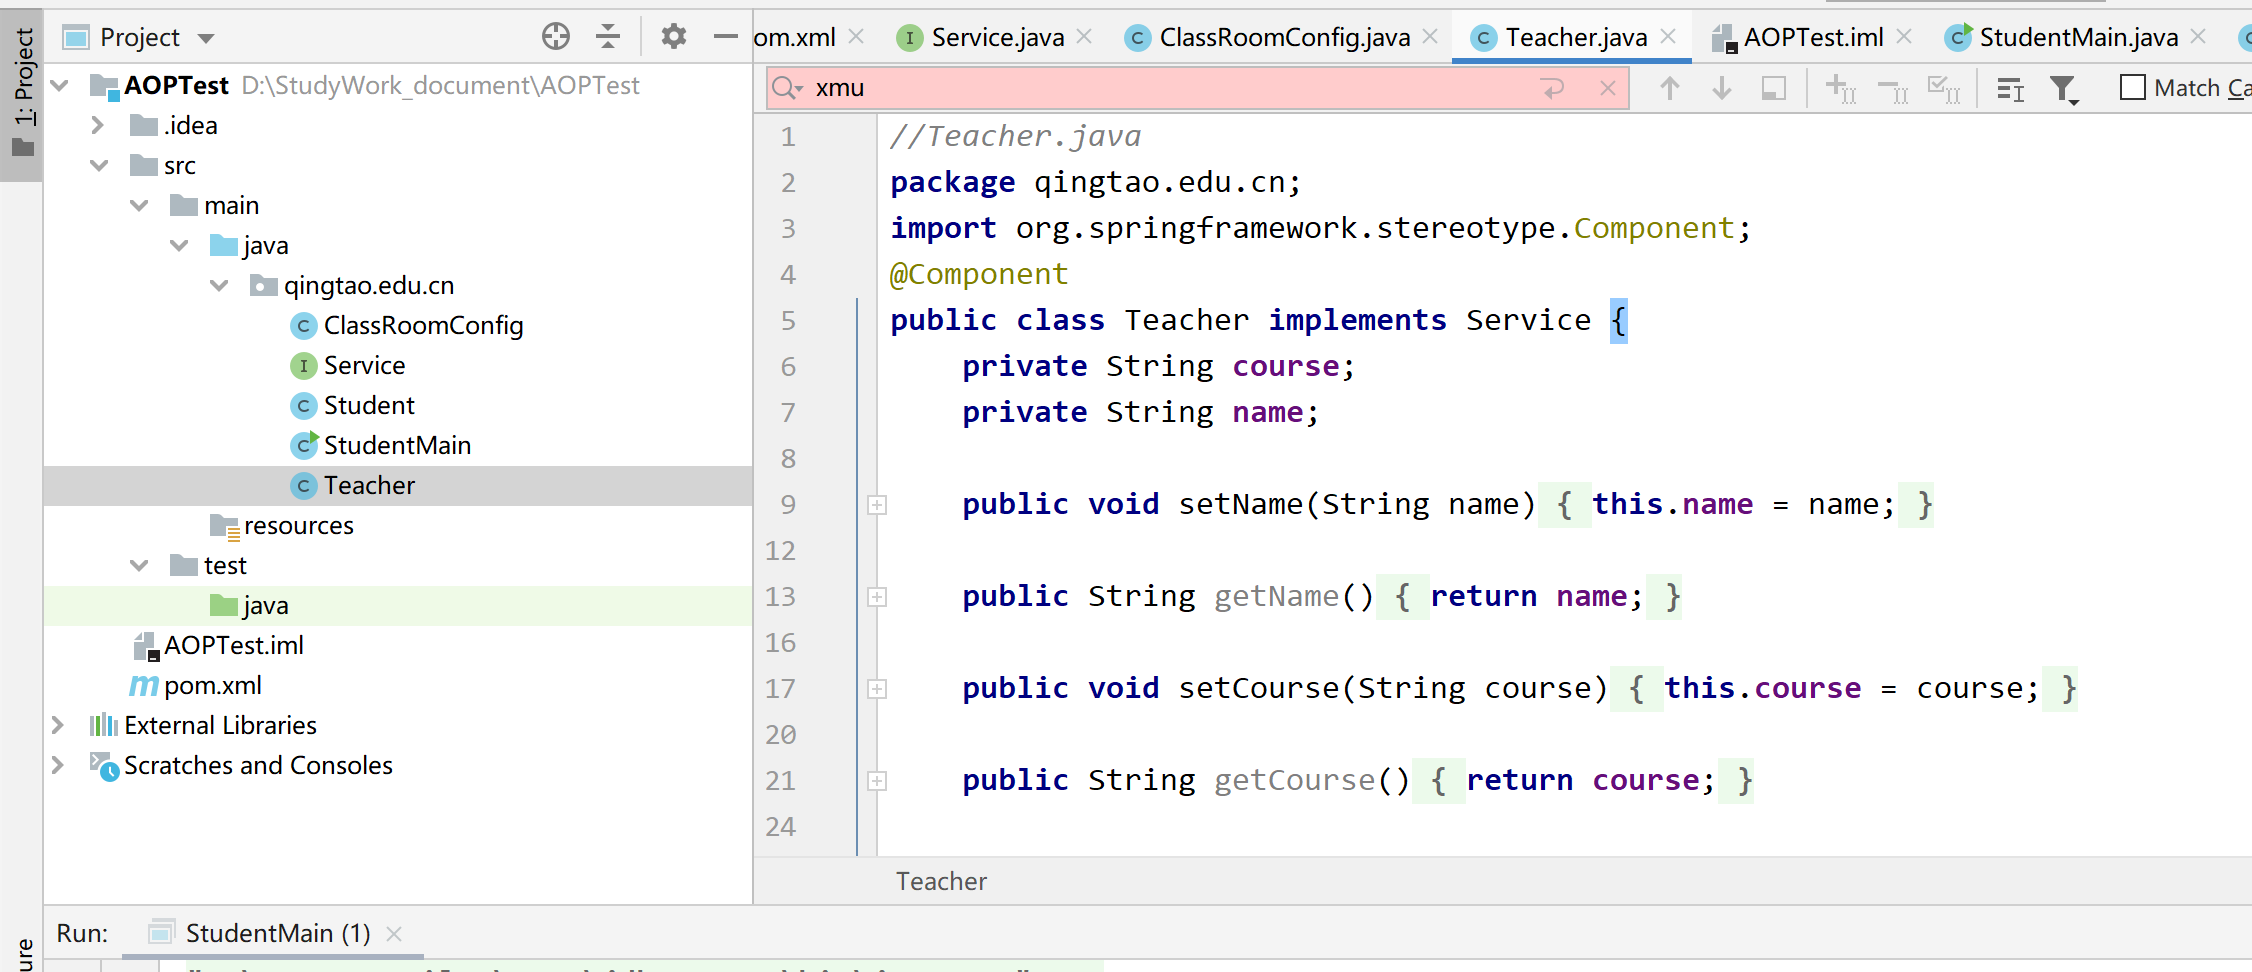 1: Project
Project
AOPTest D:\StudyWork_document\AOPTest
.idea
src
main
java
qingtao.edu.cn
ClassRoomConfig
Service
Student
StudentMain
Teacher
resources
test
java
AOPTest.iml
pom.xml
External Libraries
Scratches and Consoles
om.xml Service.java ClassRoomConfig.java Teacher.java AOPTest.iml StudentMain.java
xmu Match Ca
1 //Teacher.java
2 package qingtao.edu.cn;
3 import org.springframework.stereotype.Component;
4 @Component
5 public class Teacher implements Service {
6 private String course;
7 private String name;
8
9 public void setName(String name) { this.name = name; }
12
13 public String getName() { return name; }
16
17 public void setCourse(String course) { this.course = course; }
20
21 public String getCourse() { return course; }
24
Teacher
Run: StudentMain (1)
ure